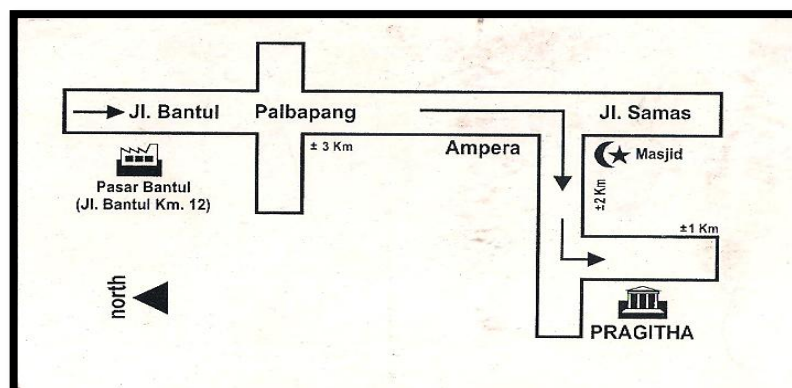 Jl. Bantul
Palbapang
Jl. Samas
± 3 Km
Ampera
Masjid
Pasar Bantul
(Jl. Bantul Km. 12)
±2 Km
±1 Km
north
PRAGITHA